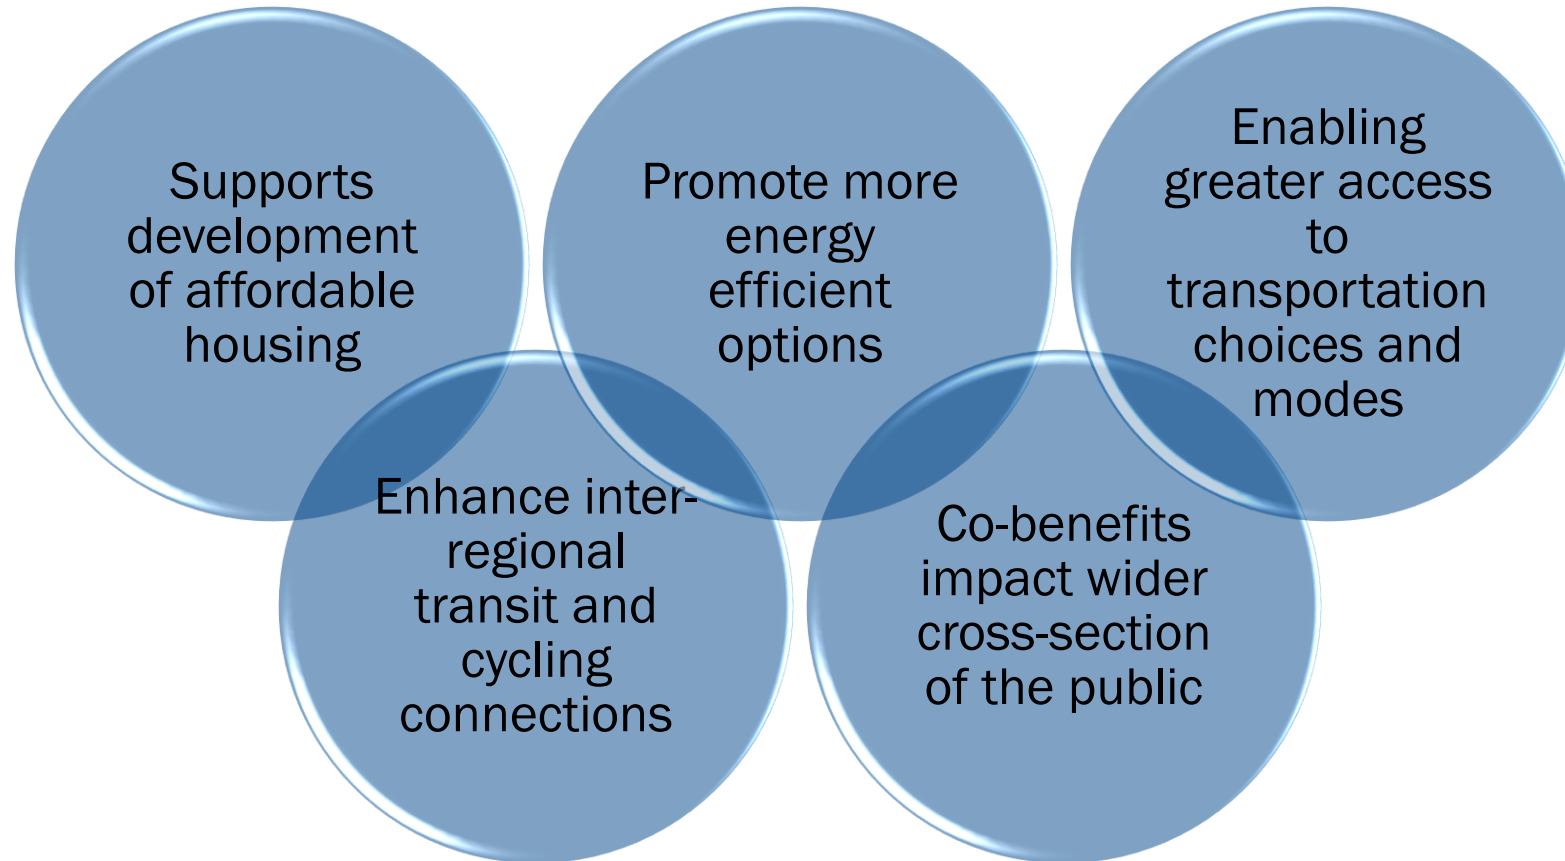 Supports
development
of affordable
housing
Promote more
energy
efficient
options
Enabling
greater access
to
transportation
choices and
modes
Enhance inter-
regional
transit and
cycling
connections
Co-benefits
impact wider
cross-section
of the public